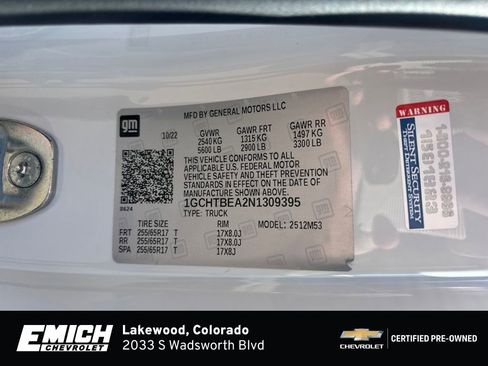 gm
MFD BY GENERAL MOTORS LLC
10/22 GVWR GAWR FRT GAWR RR
2540 KG 1315 KG 1497 KG
5600 LB 2900 LB 3300 LB
THIS VEHICLE CONFORMS TO ALL
APPLICABLE U.S. FEDERAL MOTOR
VEHICLE SAFETY AND THEFT PREVENTION
STANDARDS IN EFFECT ON THE DATE OF
MANUFACTURE SHOWN ABOVE.
1GCHTBEA2N1309395
8624 TYPE: TRUCK
TIRE SIZE RIM MODEL: 2512M53
FRT 255/65R17 T 17X8.0J
RR 255/65R17 T 17X8.0J
SPA 255/65R17 T 17X8J
WARNING
SILENT SECURITY
Theft Deterrent
EMICH
CHEVROLET
Lakewood, Colorado
2033 S Wadsworth Blvd
CHEVROLET
CERTIFIED PRE-OWNED